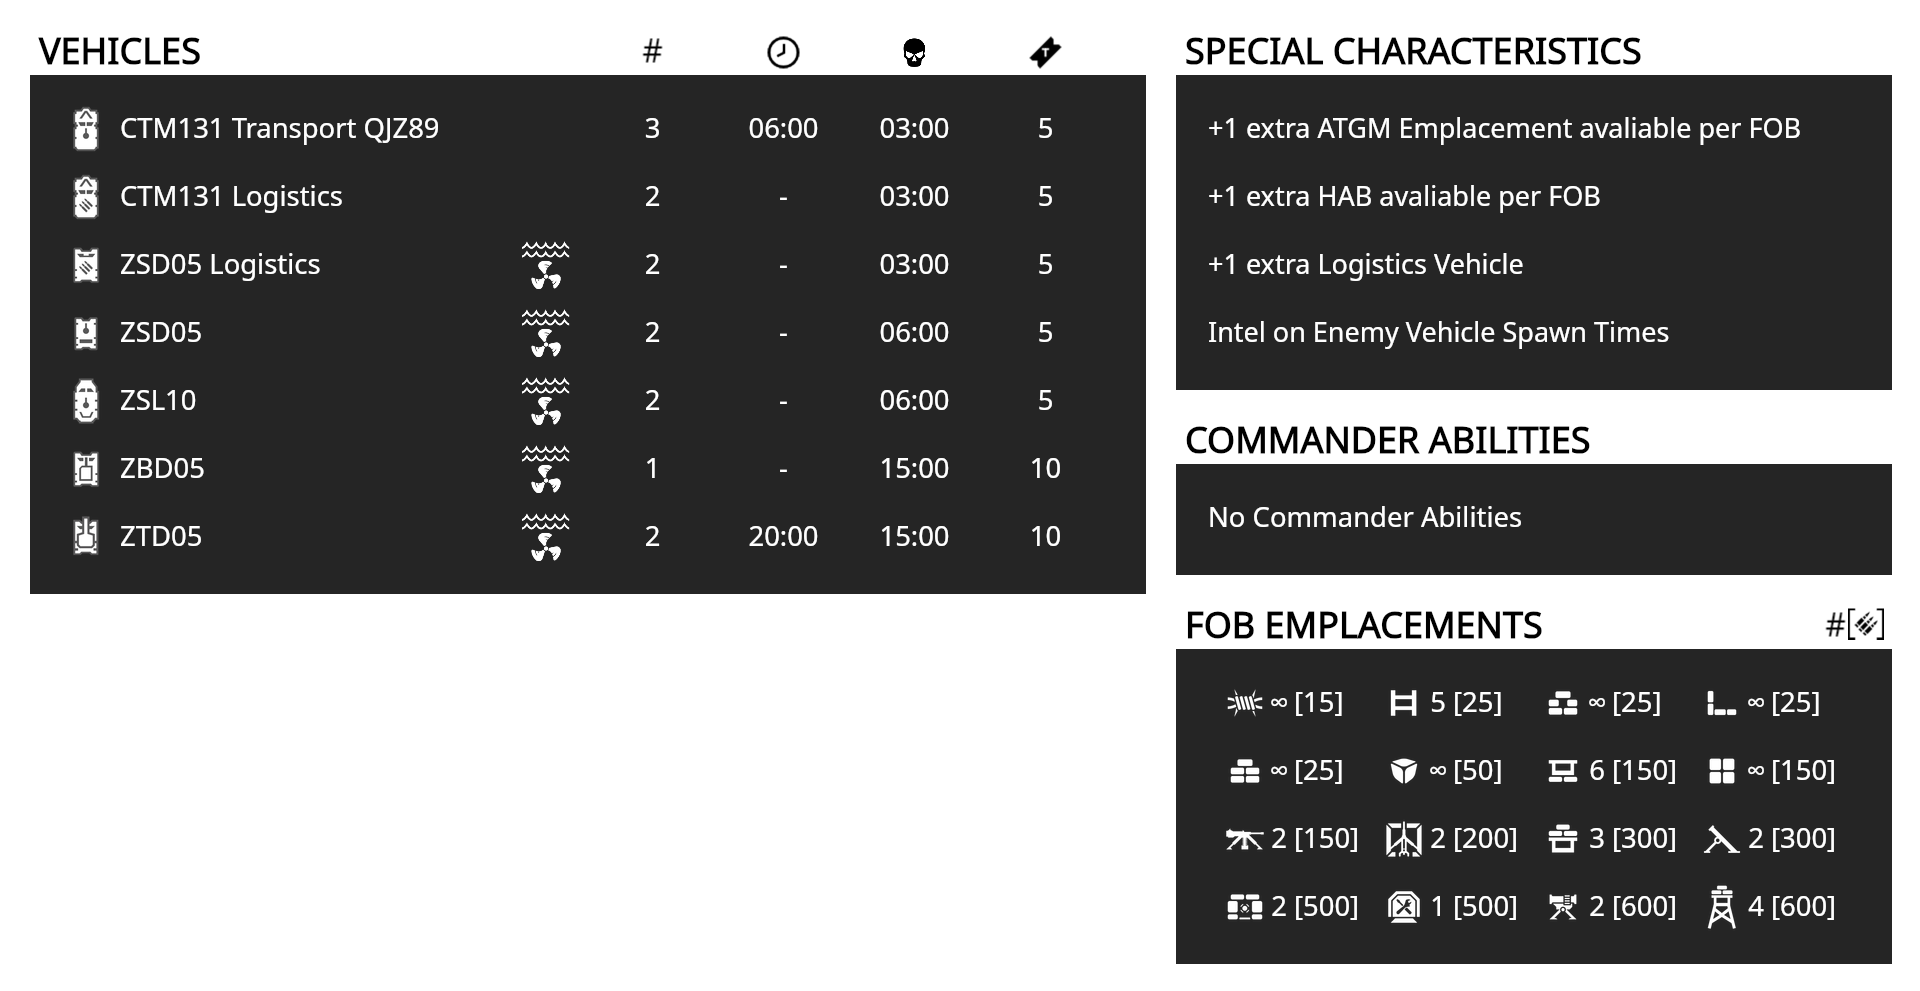 VEHICLES #
CTM131 Transport QJZ89 3 06:00 03:00 5
CTM131 Logistics 2 - 03:00 5
ZSD05 Logistics 2 - 03:00 5
ZSD05 2 - 06:00 5
ZSL10 2 - 06:00 5
ZBD05 1 - 15:00 10
ZTD05 2 20:00 15:00 10
SPECIAL CHARACTERISTICS
+1 extra ATGM Emplacement avaliable per FOB
+1 extra HAB avaliable per FOB
+1 extra Logistics Vehicle
Intel on Enemy Vehicle Spawn Times
COMMANDER ABILITIES
No Commander Abilities
FOB EMPLACEMENTS #[ ]
∞ [15] 5 [25] ∞ [25] ∞ [25]
∞ [25] ∞ [50] 6 [150] ∞ [150]
2 [150] 2 [200] 3 [300] 2 [300]
2 [500] 1 [500] 2 [600] 4 [600]